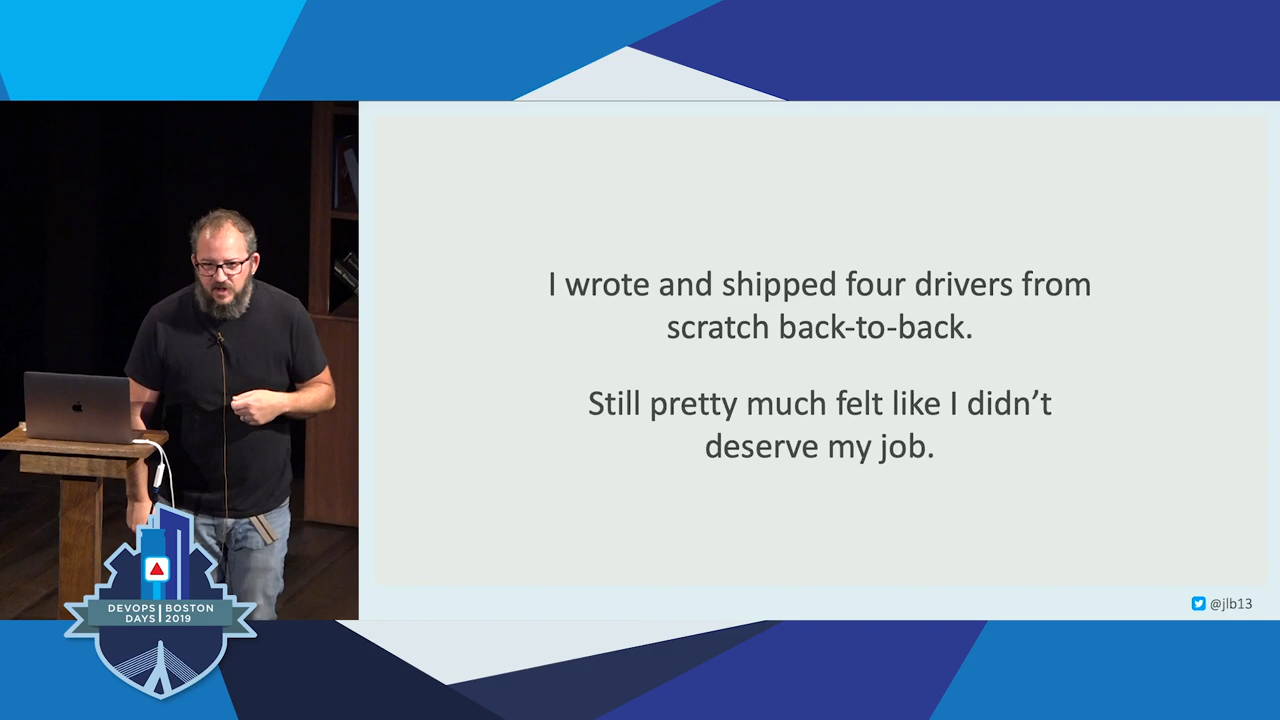 I wrote and shipped four drivers from
scratch back-to-back.
Still pretty much felt like I didn’t
deserve my job.
@jlb13
DEVOPS BOSTON
DAYS 2019